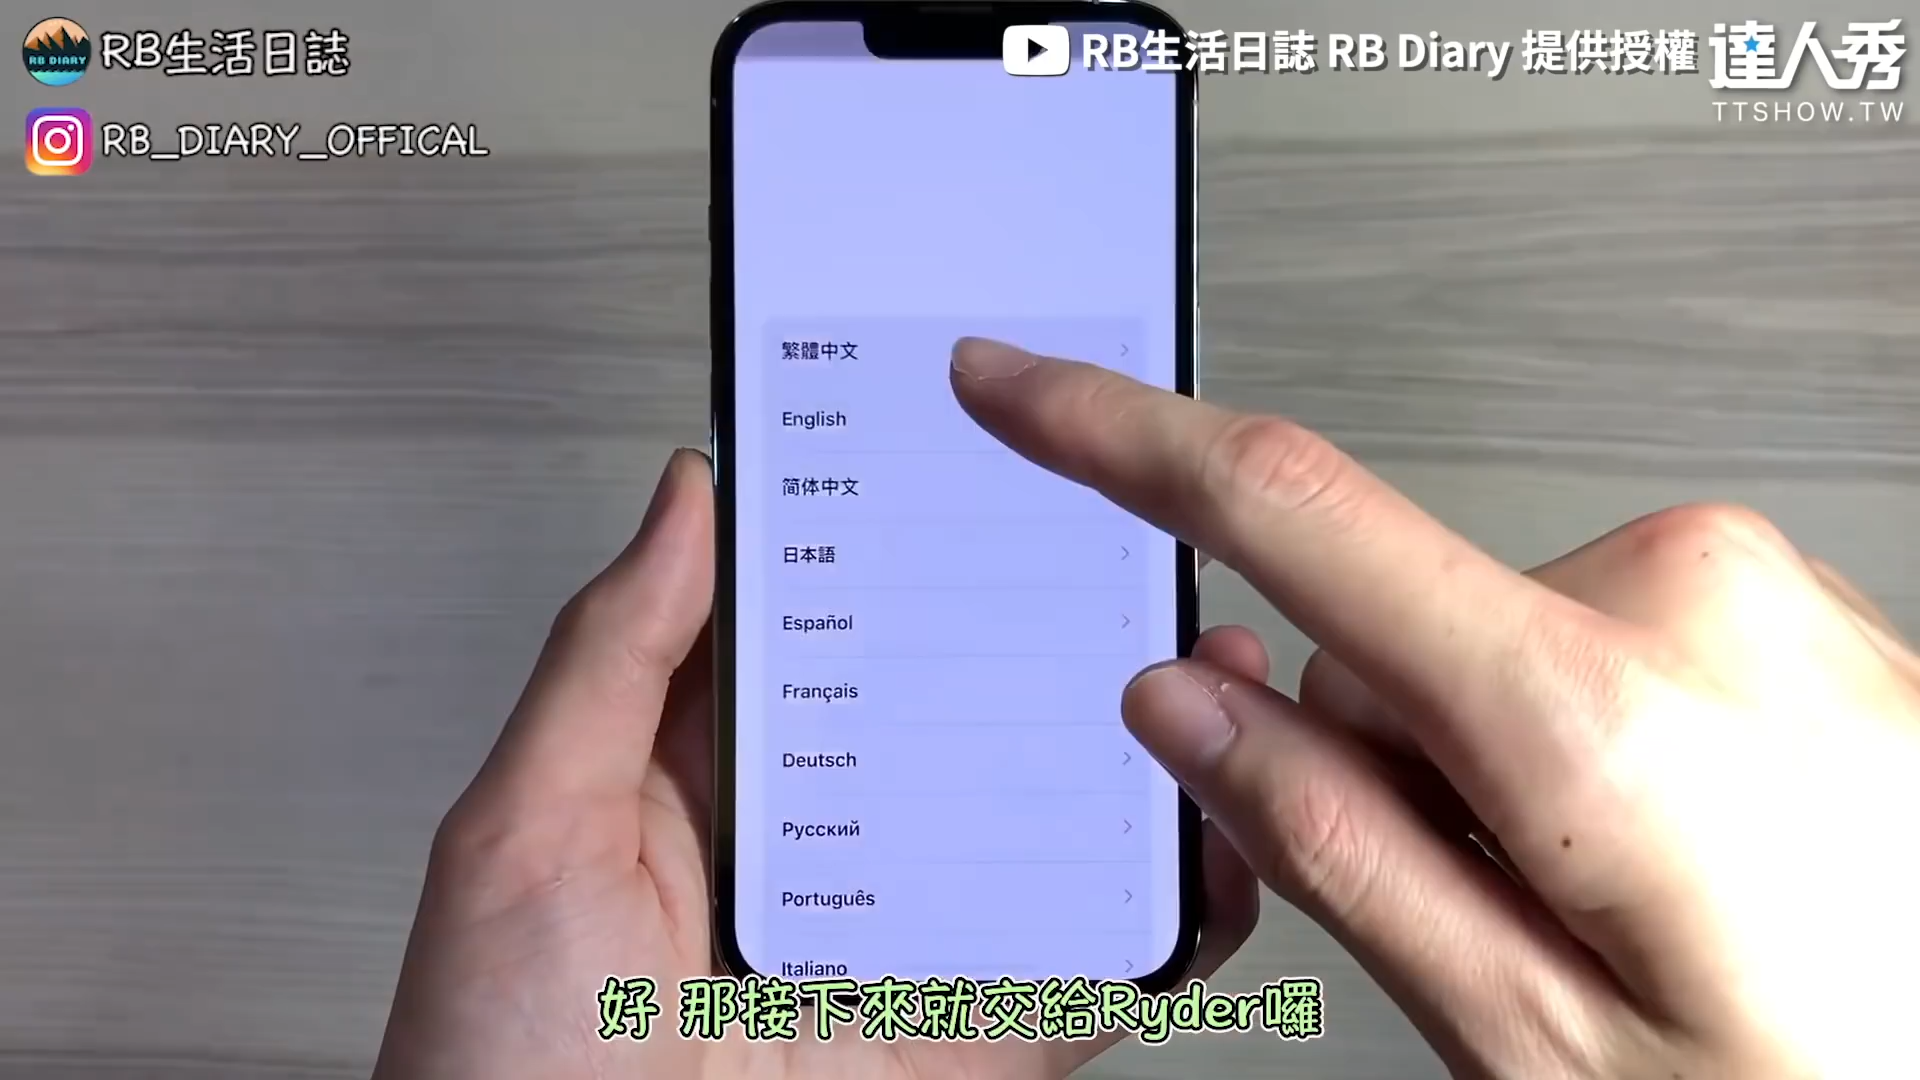 RB生活日誌
RB DIARY
RB_DIARY_OFFICAL
RB生活日誌 RB Diary 提供授權
達人秀
TTSHOW.TW
繁體中文
English
简体中文
日本語
Español
Français
Deutsch
Русский
Português
Italiano
好 那接下來就交給Ryder囉